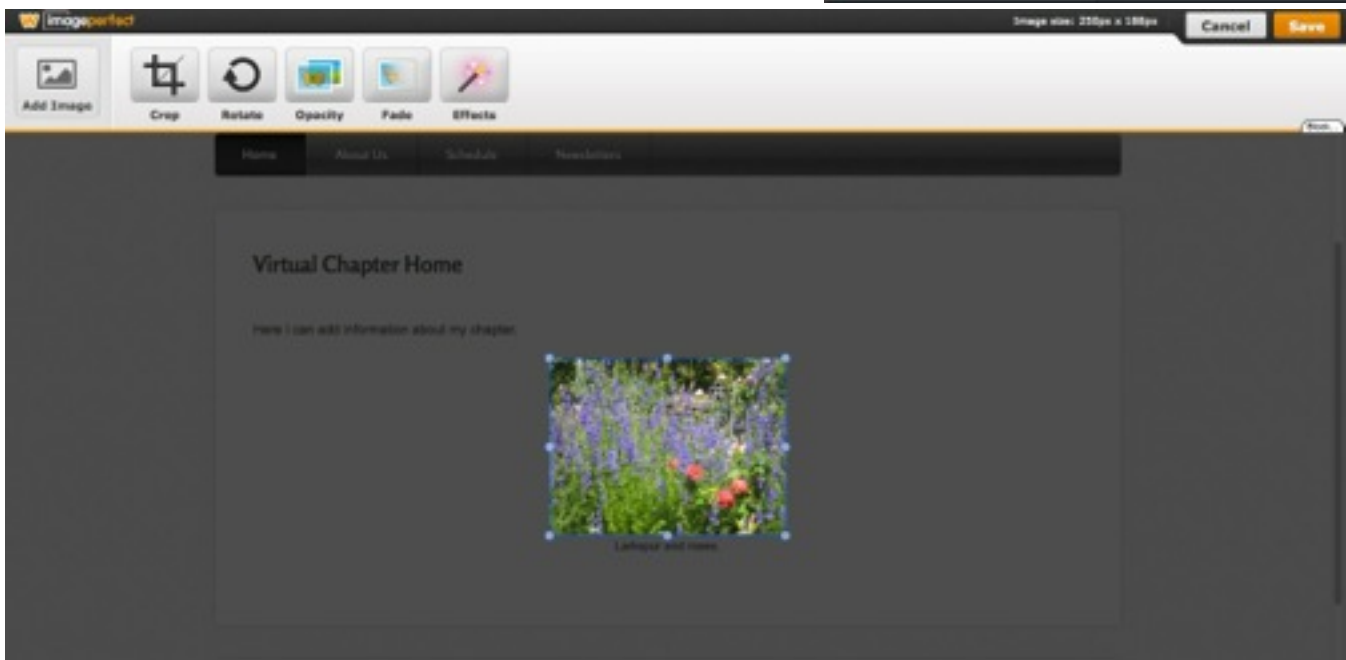 W imageperfect
Image size: 250px x 188px
Cancel
Save
Add Image
Crop
Rotate
Opacity
Fade
Effects
Home
About Us
Schedule
Newsletters
Virtual Chapter Home
Here I can add information about my chapter.
Larkspur and roses